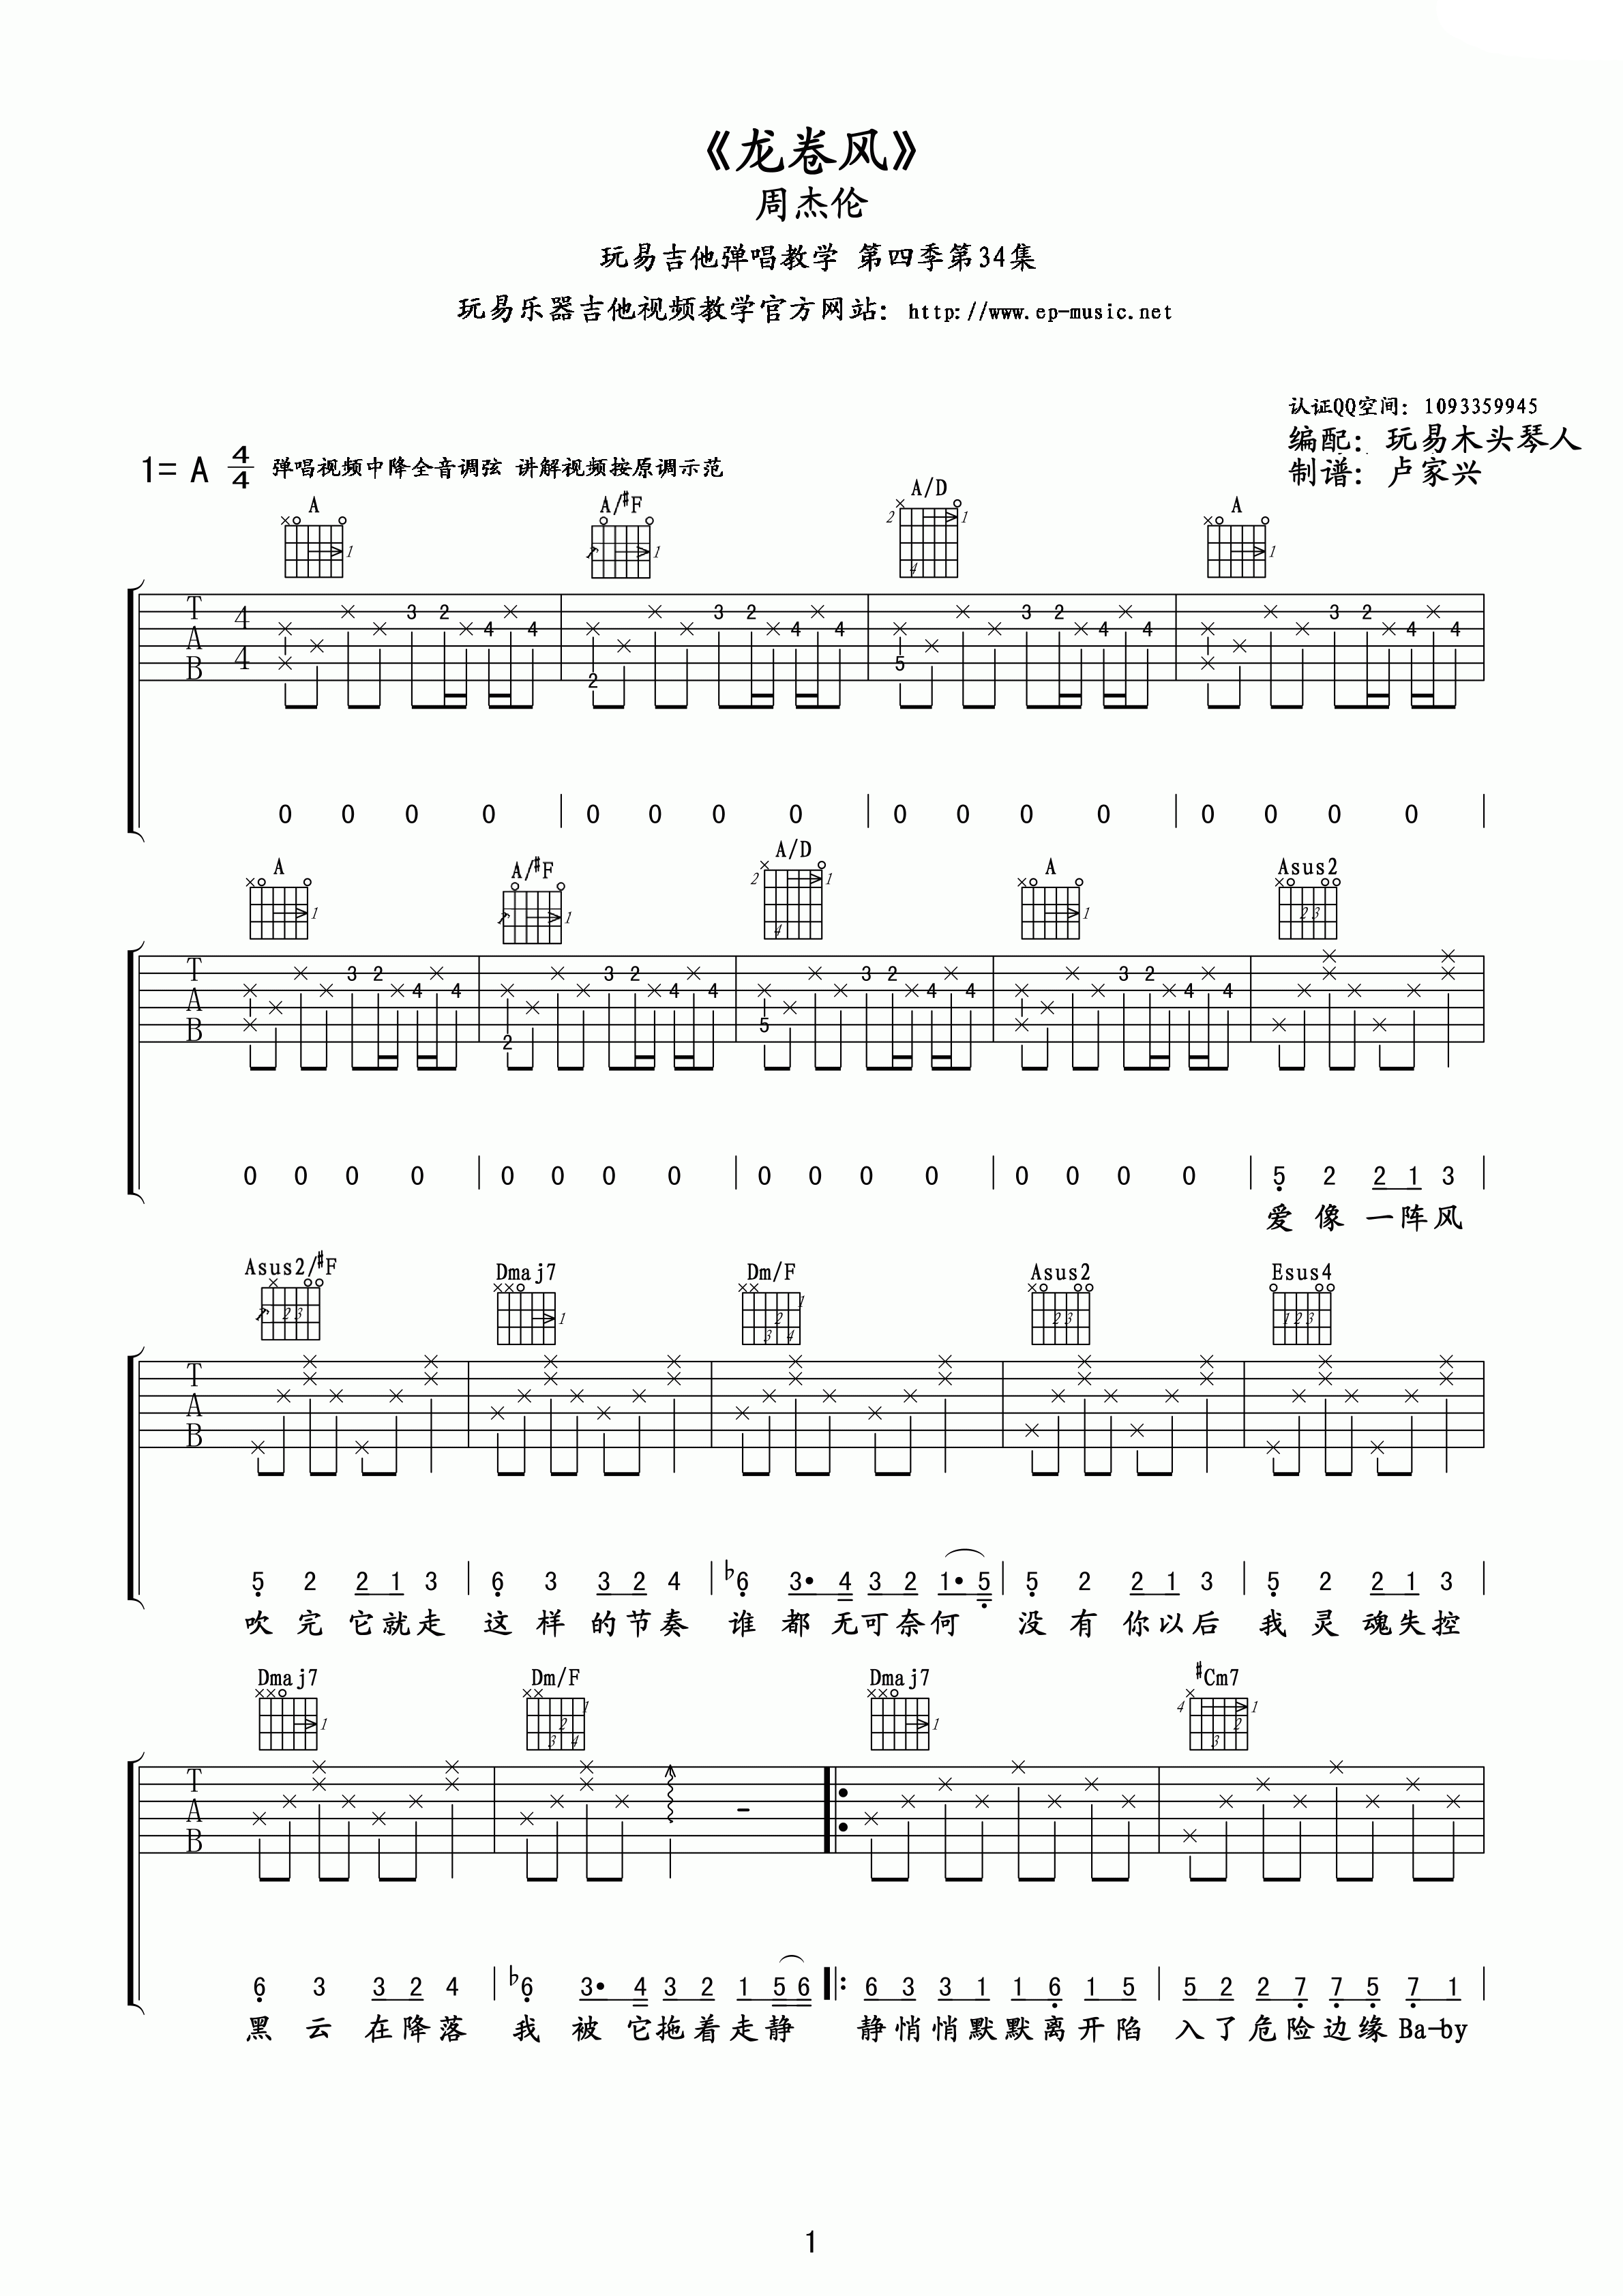 《龙卷风》
周杰伦
玩易吉他弹唱教学 第四季第34集
玩易乐器吉他视频教学官方网站：http://www.ep-music.net
认证QQ空间：1093359945
编配：玩易木头琴人
制谱：卢家兴
1= A 4/4 弹唱视频中降全音调弦 讲解视频按原调示范
A A/#F A/D A
T A B 4 4 3 2 4 4 2 3 2 4 4 5 3 2 4 4 3 2 4 4
0 0 0 0 | 0 0 0 0 | 0 0 0 0 | 0 0 0 0 |
A A/#F A/D A Asus2
T A B 3 2 4 4 2 3 2 4 4 5 3 2 4 4 3 2 4 4
0 0 0 0 | 0 0 0 0 | 0 0 0 0 | 0 0 0 0 | 5 2 2 1 3 |
爱像一阵风
Asus2/#F Dmaj7 Dm/F Asus2 Esus4
T A B
5 2 2 1 3 | 6 3 3 2 4 | b6 3· 4 3 2 1· 5 | 5 2 2 1 3 | 5 2 2 1 3 |
吹完它就走 这样的节奏 谁都无可奈何 没有你以后 我灵魂失控
Dmaj7 Dm/F Dmaj7 #Cm7
T A B
6 3 3 2 4 | b6 3· 4 3 2 1 5 6 |: 6 3 3 1 1 6 1 5 | 5 2 2 7 7 5 7 1 |
黑云在降落 我被它拖着走静 静悄悄默默离开陷 入了危险边缘Ba-by
1